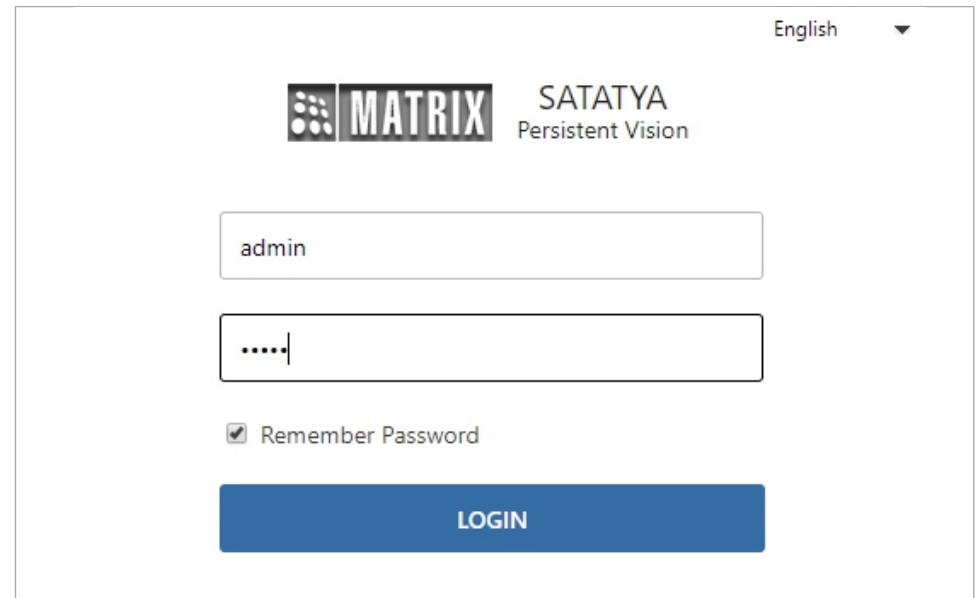 English
MATRIX
SATATYA
Persistent Vision
admin
•••••
Remember Password
LOGIN